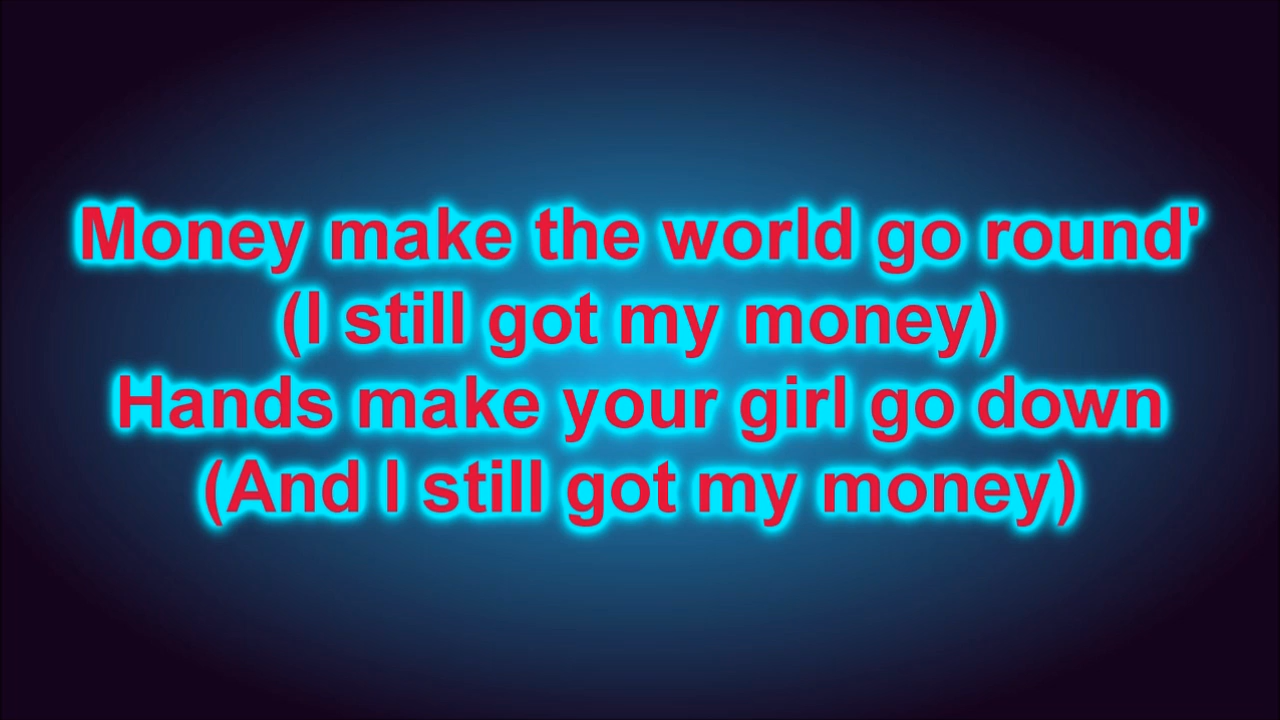 Money make the world go round'
(I still got my money)
Hands make your girl go down
(And I still got my money)